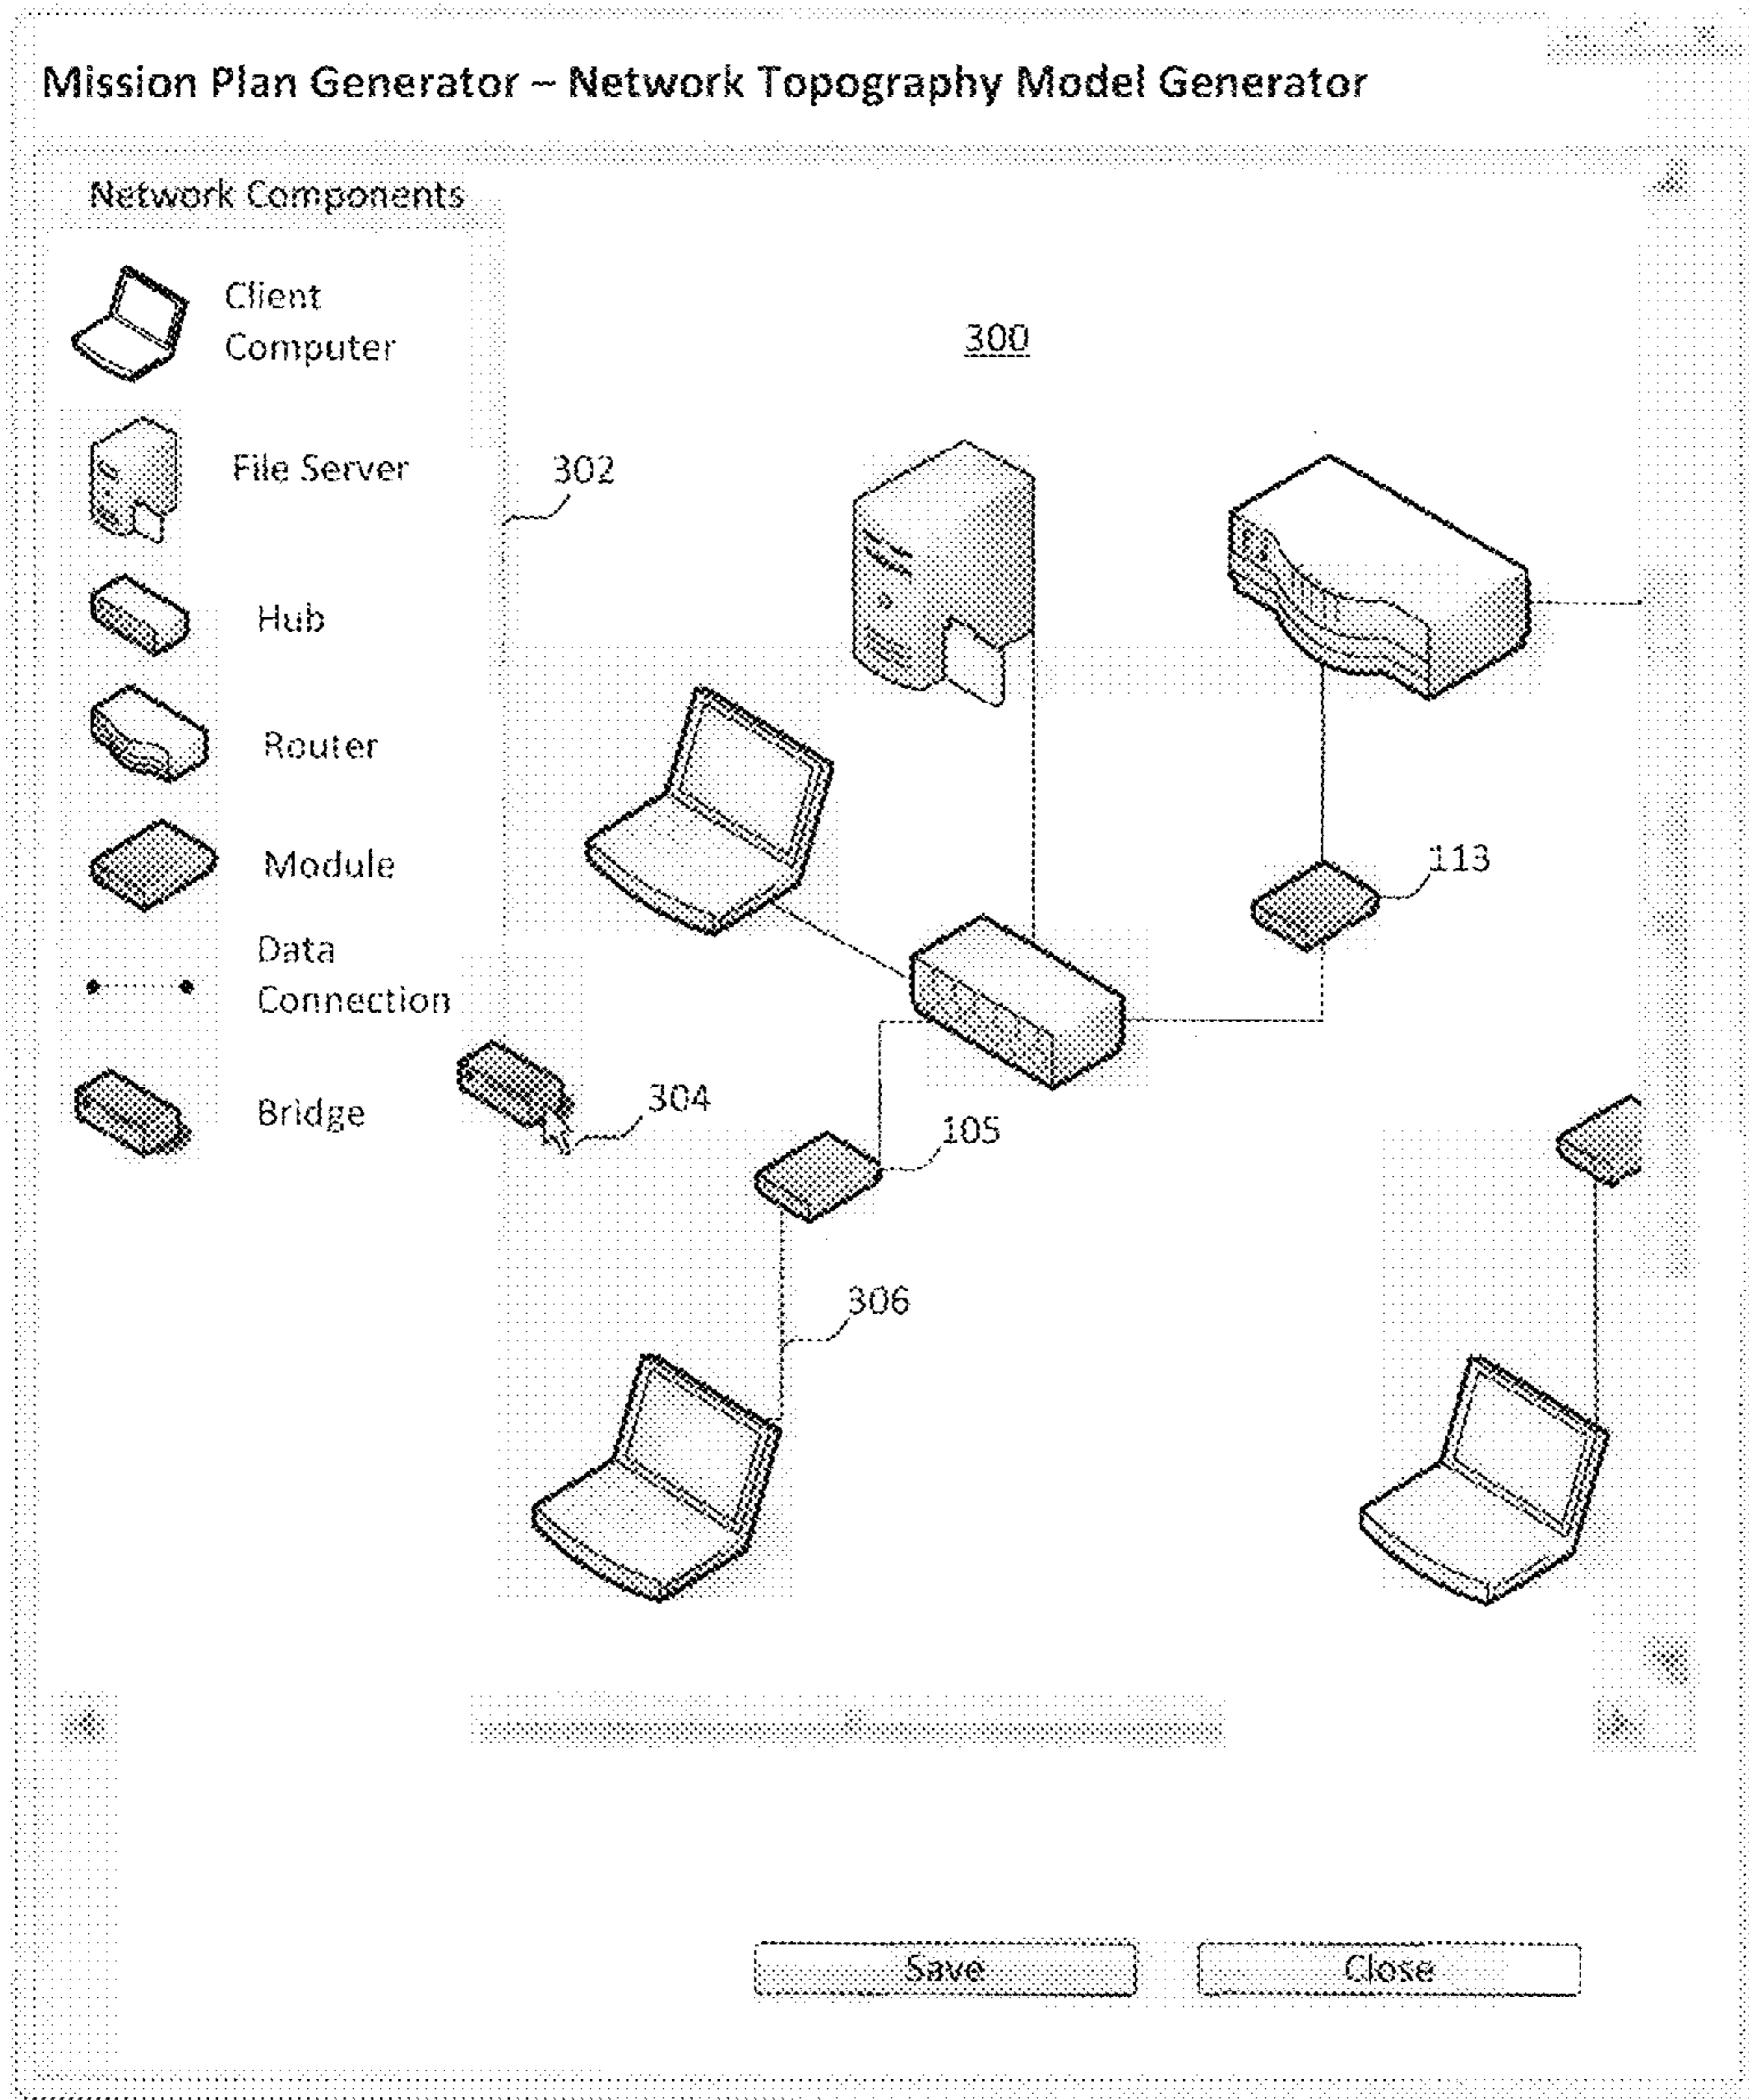 Mission Plan Generator – Network Topography Model Generator
Network Components
Client
Computer
File Server
Hub
Router
Module
Data
Connection
Bridge
300
302
113
304
105
306
Save
Close